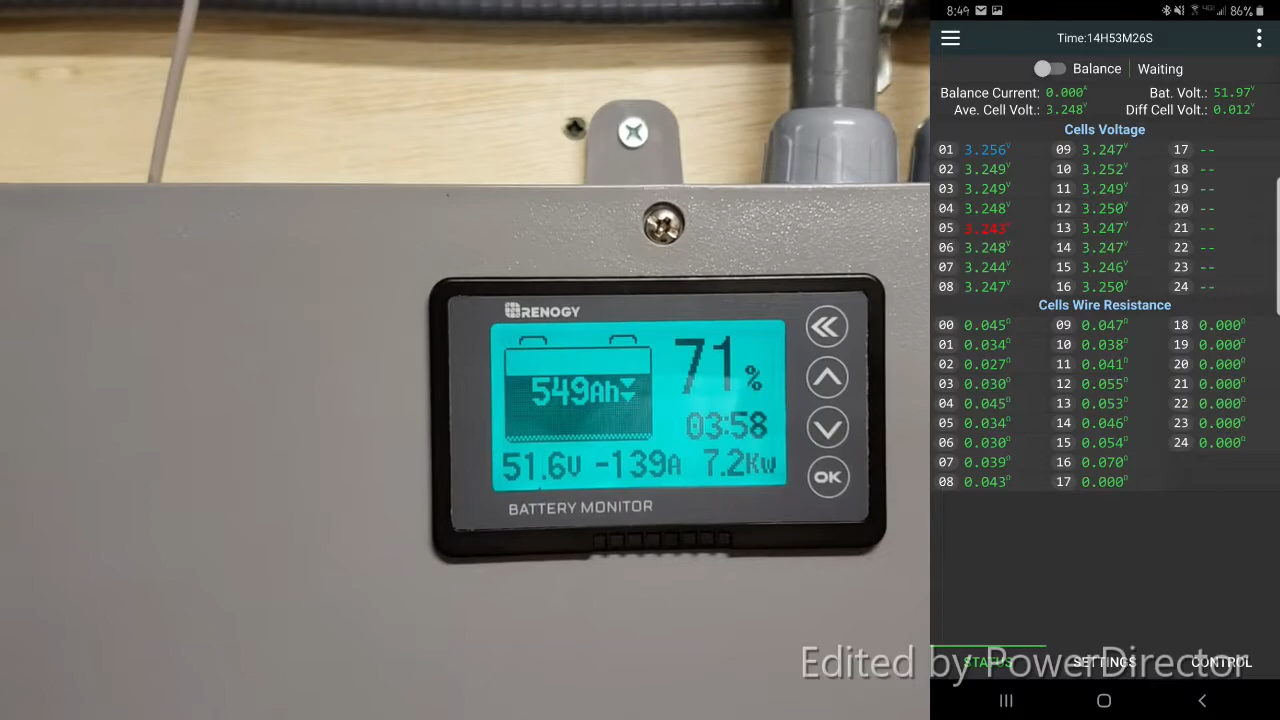 RENOGY
549Ah
71%
03:58
51.6V -139A 7.2Kw
OK
BATTERY MONITOR
8:49
86%
Time:14H53M26S
Balance Waiting
Balance Current: 0.000A Bat. Volt.: 51.97V
Ave. Cell Volt.: 3.248V Diff Cell Volt.: 0.012V
Cells Voltage
01 3.256V 09 3.247V 17 --
02 3.249V 10 3.252V 18 --
03 3.249V 11 3.249V 19 --
04 3.248V 12 3.250V 20 --
05 3.243V 13 3.247V 21 --
06 3.248V 14 3.247V 22 --
07 3.244V 15 3.246V 23 --
08 3.247V 16 3.250V 24 --
Cells Wire Resistance
00 0.045Ω 09 0.047Ω 18 0.000Ω
01 0.034Ω 10 0.038Ω 19 0.000Ω
02 0.027Ω 11 0.041Ω 20 0.000Ω
03 0.030Ω 12 0.055Ω 21 0.000Ω
04 0.045Ω 13 0.053Ω 22 0.000Ω
05 0.034Ω 14 0.046Ω 23 0.000Ω
06 0.030Ω 15 0.054Ω 24 0.000Ω
07 0.039Ω 16 0.070Ω
08 0.043Ω 17 0.000Ω
STATUS SETTINGS CONTROL
Edited by PowerDirector